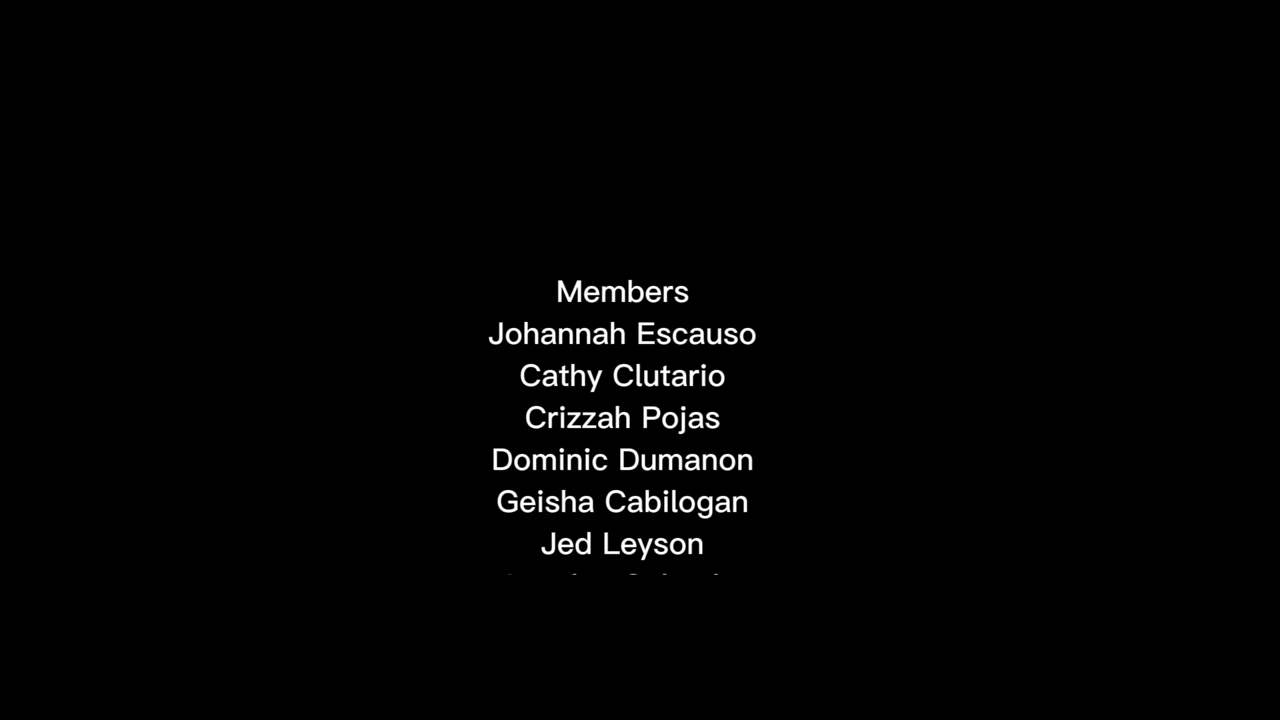 Members
Johannah Escauso
Cathy Clutario
Crizzah Pojas
Dominic Dumanon
Geisha Cabilogan
Jed Leyson